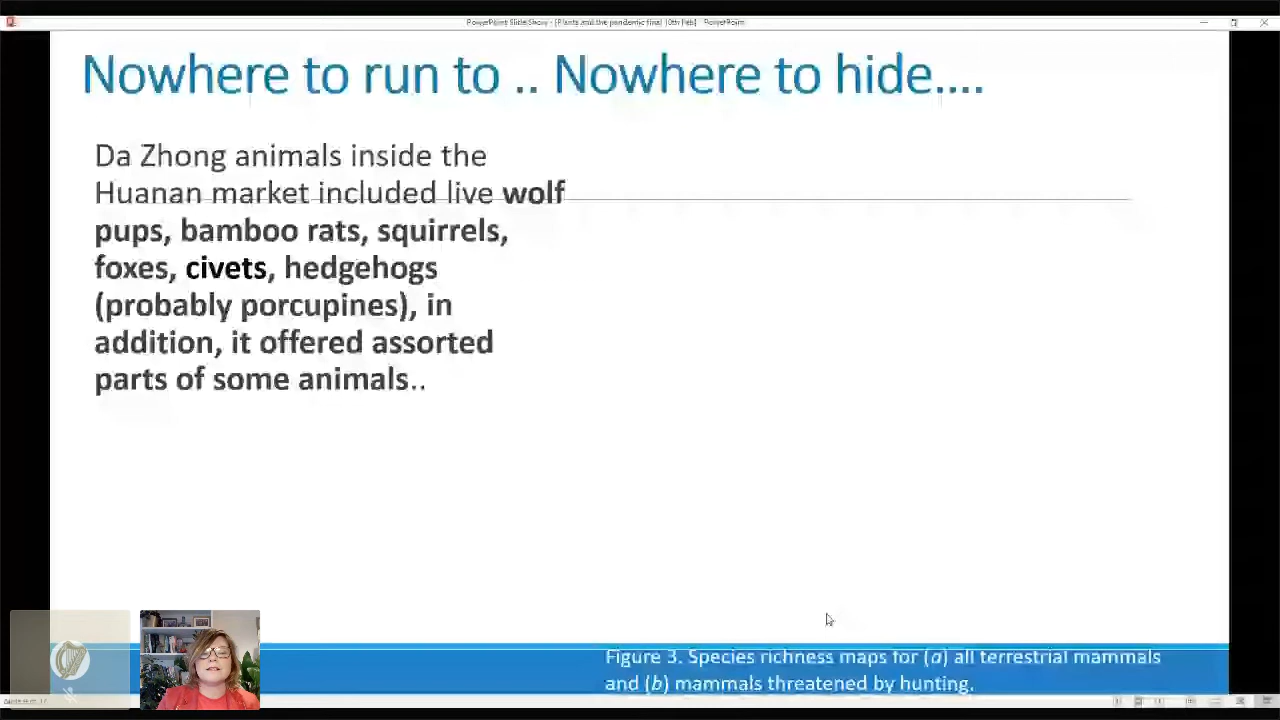 PowerPoint Slide Show - [Plants and the pandemic final 10th Feb] - PowerPoint
Nowhere to run to .. Nowhere to hide....
Da Zhong animals inside the
Huanan market included live wolf
pups, bamboo rats, squirrels,
foxes, civets, hedgehogs
(probably porcupines), in
addition, it offered assorted
parts of some animals..
Figure 3. Species richness maps for (a) all terrestrial mammals
and (b) mammals threatened by hunting.